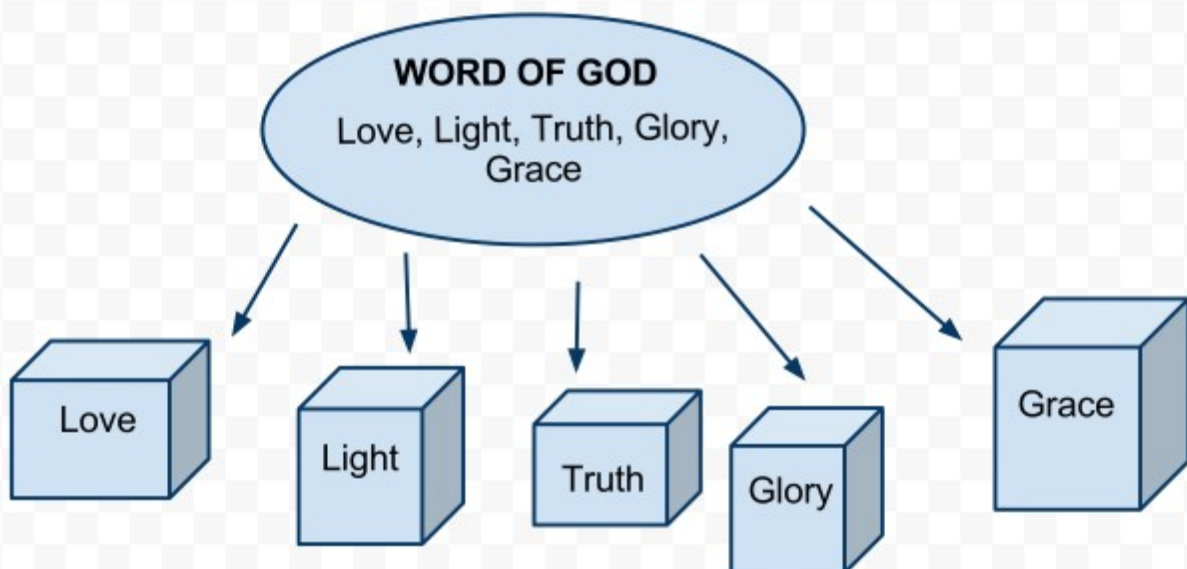 WORD OF GOD
Love, Light, Truth, Glory,
Grace
Love
Light
Truth
Glory
Grace